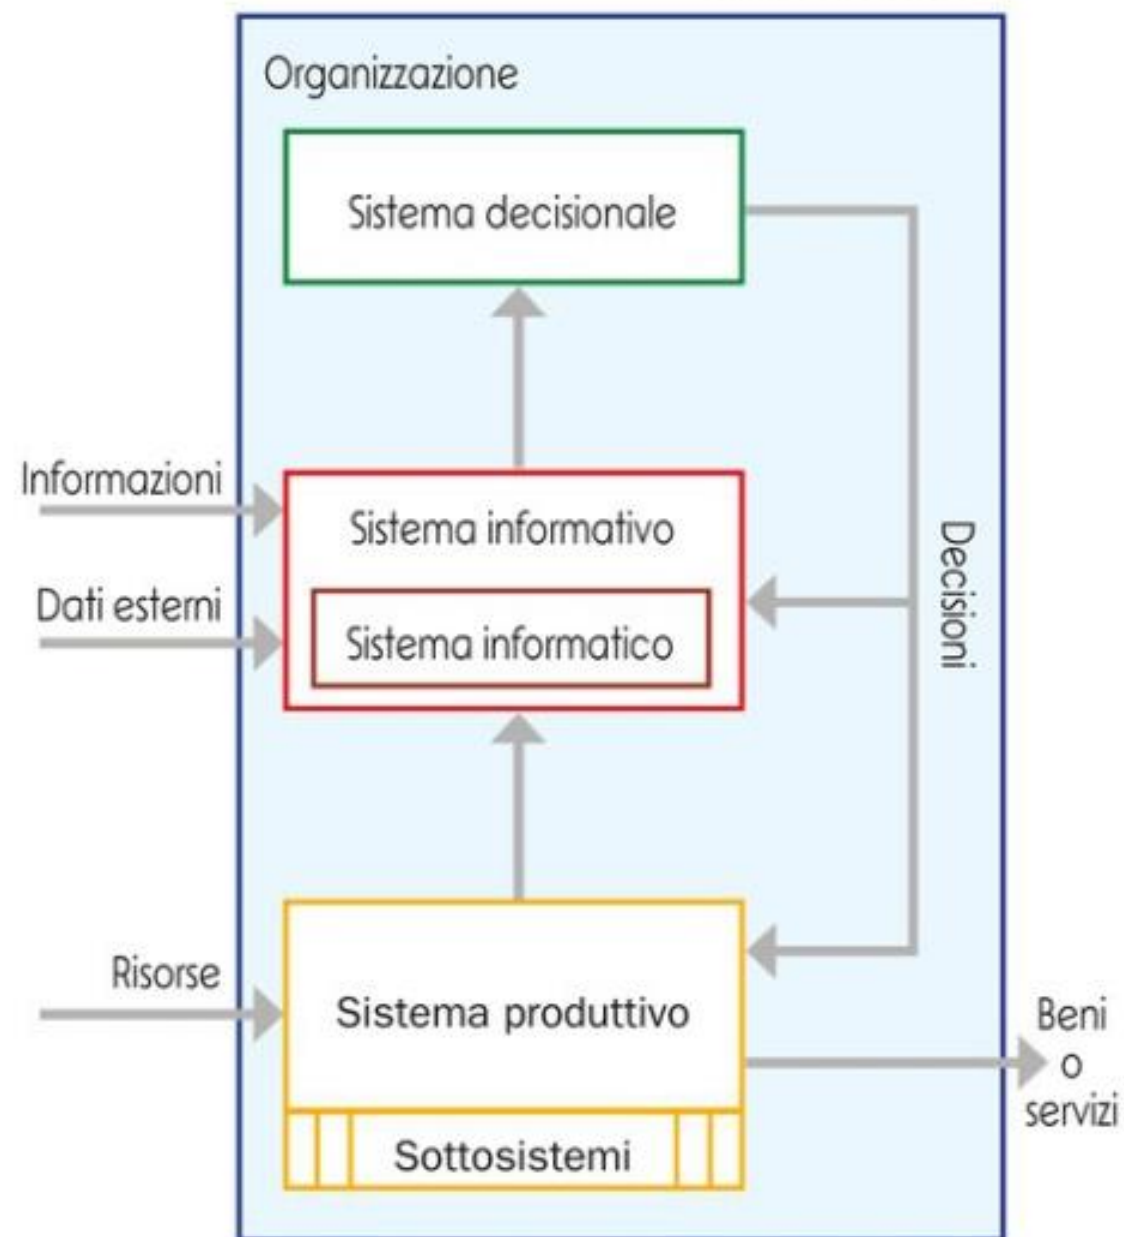 Organizzazione
Sistema decisionale
Informazioni
Sistema informativo
Dati esterni
Sistema informatico
Decisioni
Risorse
Sistema produttivo
Beni
o
servizi
Sottosistemi